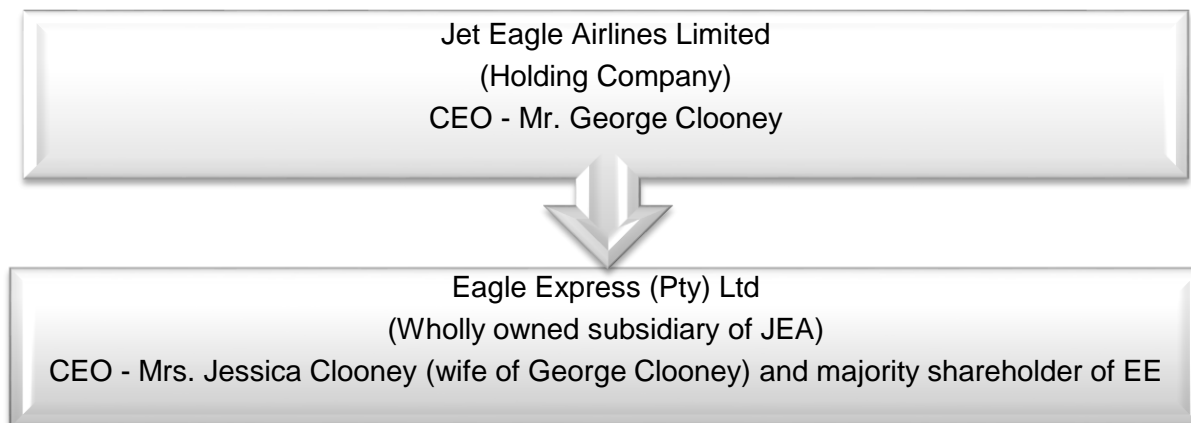 Jet Eagle Airlines Limited
(Holding Company)
CEO - Mr. George Clooney
Eagle Express (Pty) Ltd
(Wholly owned subsidiary of JEA)
CEO - Mrs. Jessica Clooney (wife of George Clooney) and majority shareholder of EE